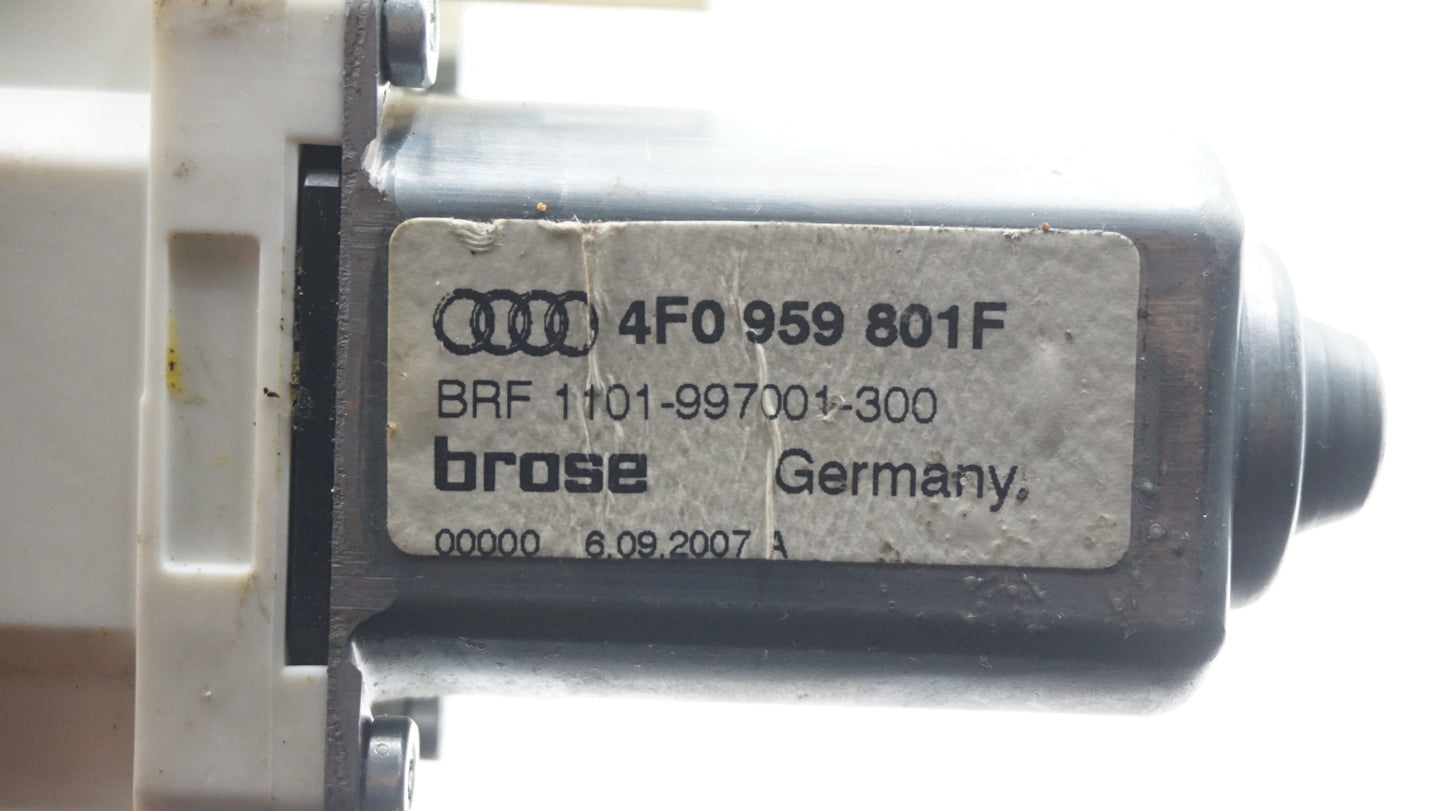 4F0 959 801F
BRF 1101-997001-300
brose Germany
00000 6.09.2007 A